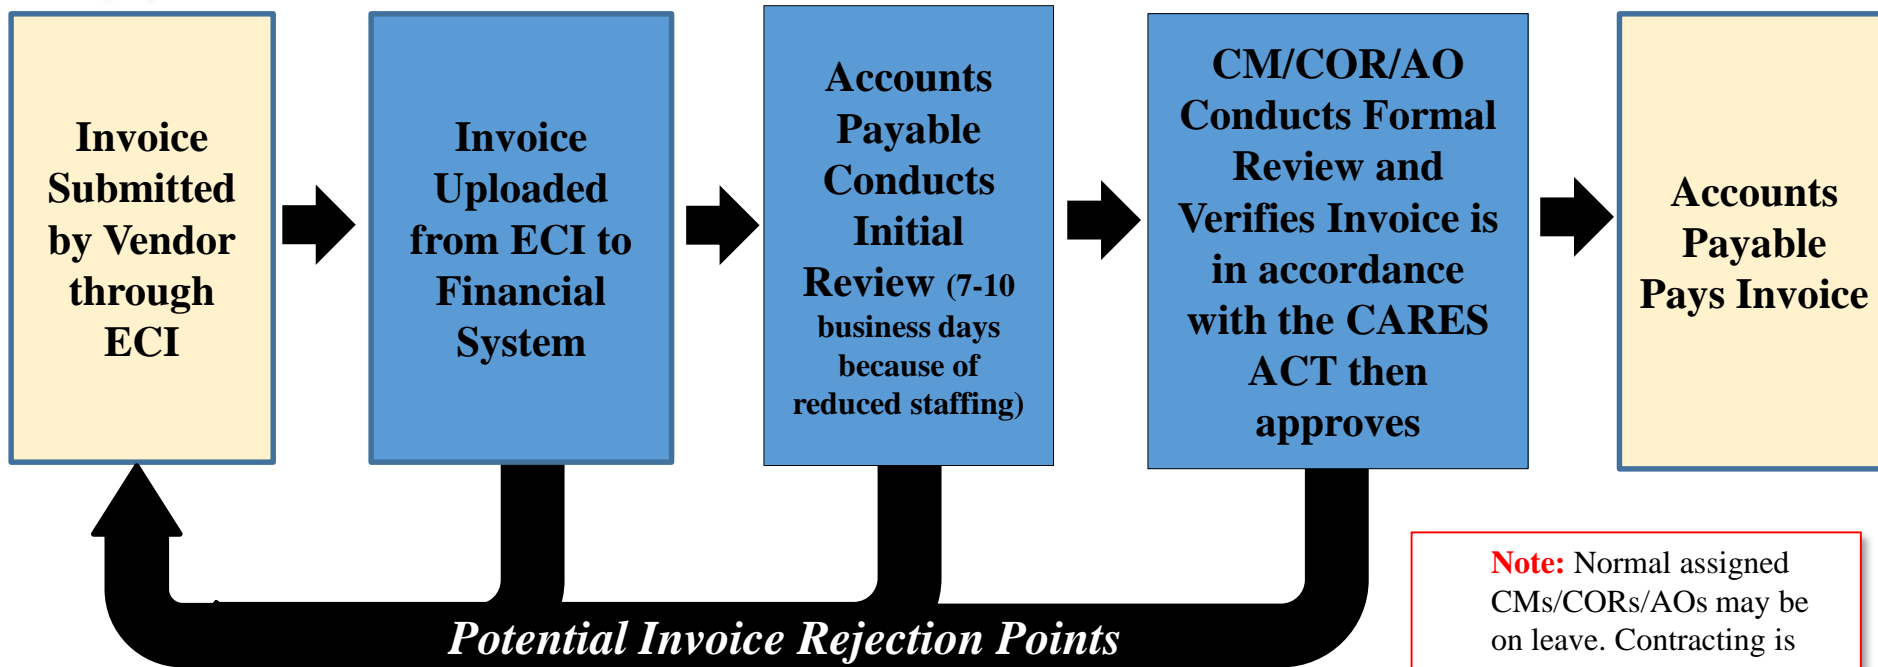 Invoice
Submitted
by Vendor
through
ECI
Invoice
Uploaded
from ECI to
Financial
System
Accounts
Payable
Conducts
Initial
Review (7-10
business days
because of
reduced staffing)
CM/COR/AO
Conducts Formal
Review and
Verifies Invoice is
in accordance
with the CARES
ACT then
approves
Accounts
Payable
Pays Invoice
Potential Invoice Rejection Points
Note: Normal assigned
CMs/CORs/AOs may be
on leave. Contracting is